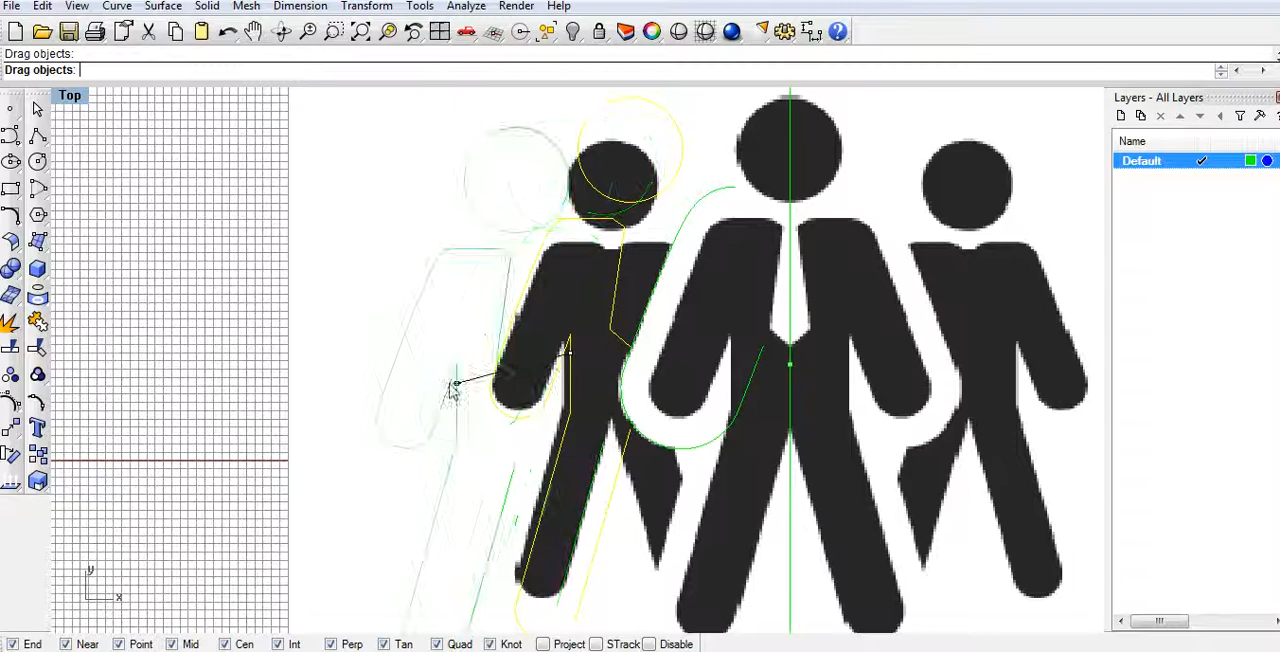 File Edit View Curve Surface Solid Mesh Dimension Transform Tools Analyze Render Help
Drag objects:
Drag objects:
Top
Layers - All Layers
Name
Default
y
x
End Near Point Mid Cen Int Perp Tan Quad Knot Project STrack Disable